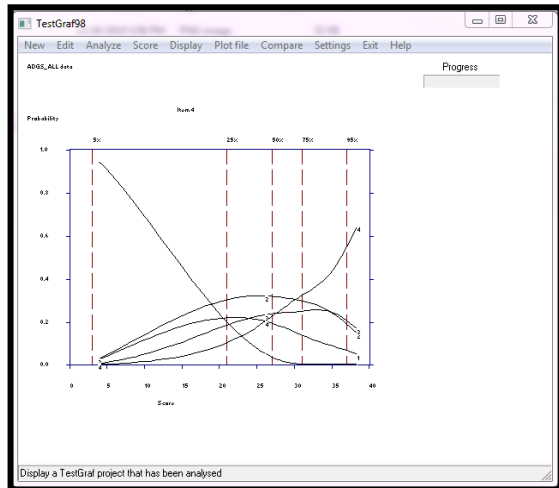 TestGraf98
New Edit Analyze Score Display Plot file Compare Settings Exit Help
ADGS_ALL data
Progress
Item 4
Probability
5% 25% 50% 75% 95%
1.0
0.8
0.6
4
0.4
2
0.2
3
2
1
0.0
4
0 5 10 15 20 25 30 35 40
Score
Display a TestGraf project that has been analysed